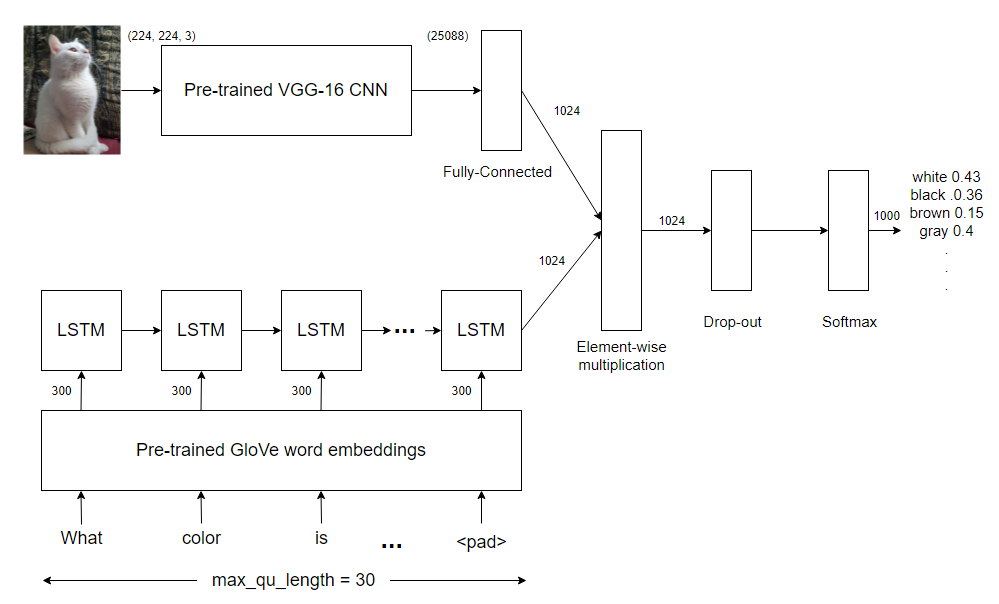 (224, 224, 3)
(25088)
Pre-trained VGG-16 CNN
1024
Fully-Connected
white 0.43
black .0.36
brown 0.15
gray 0.4
.
.
.
1024
1000
1024
LSTM
LSTM
LSTM
...
LSTM
Drop-out
Softmax
Element-wise
multiplication
300
300
300
300
Pre-trained GloVe word embeddings
What
color
is
...
<pad>
max_qu_length = 30